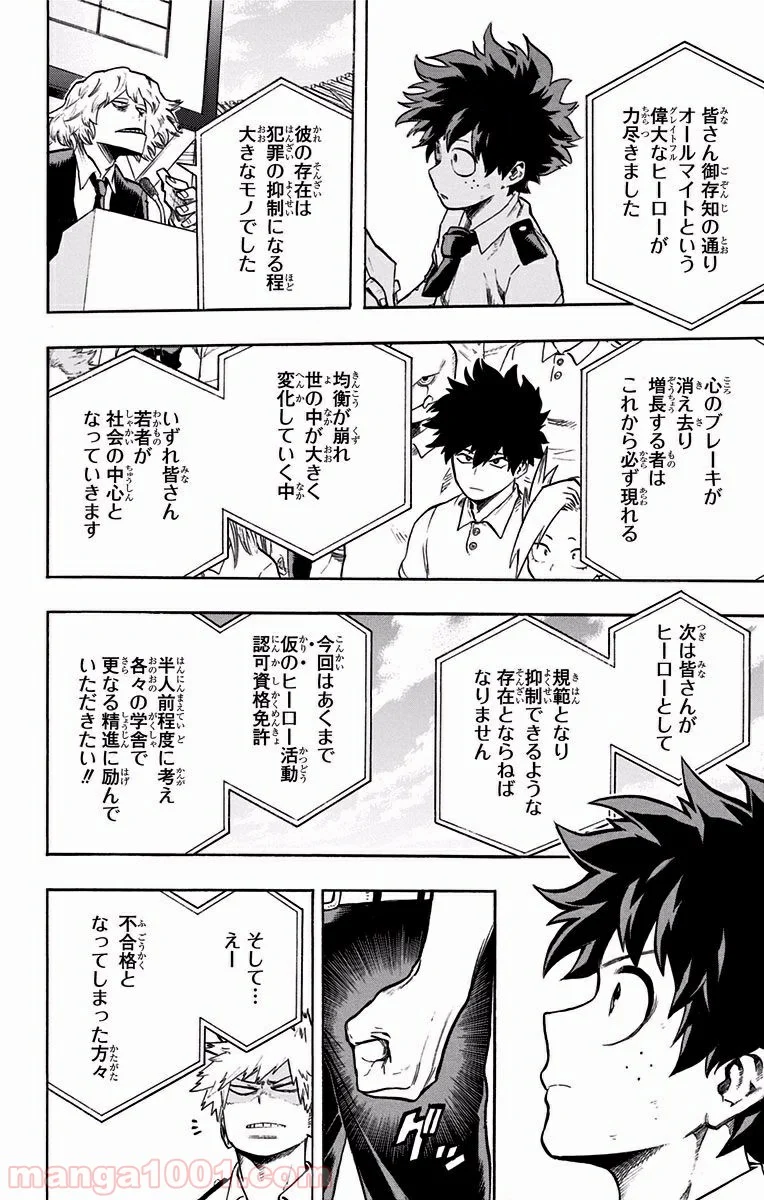 皆さん御存知の通り
オールマイトという
偉大なヒーローが
力尽きました
彼の存在は
犯罪の抑制になる程
大きなモノでした
心のブレーキが
消え去り
増長する者は
これから必ず現れる
均衡が崩れ
世の中が大きく
変化していく中
いずれ皆さん
若者が
社会の中心と
なっていきます
次は皆さんが
ヒーローとして
規範となり
抑制できるような
存在とならねば
なりません
今回はあくまで
仮のヒーロー活動
認可資格免許
半人前程度に考え
各々の学舎で
更なる精進に励んで
いただきたい!!
グッ
そして…
えー
不合格と
なってしまった方々
manga1001.com